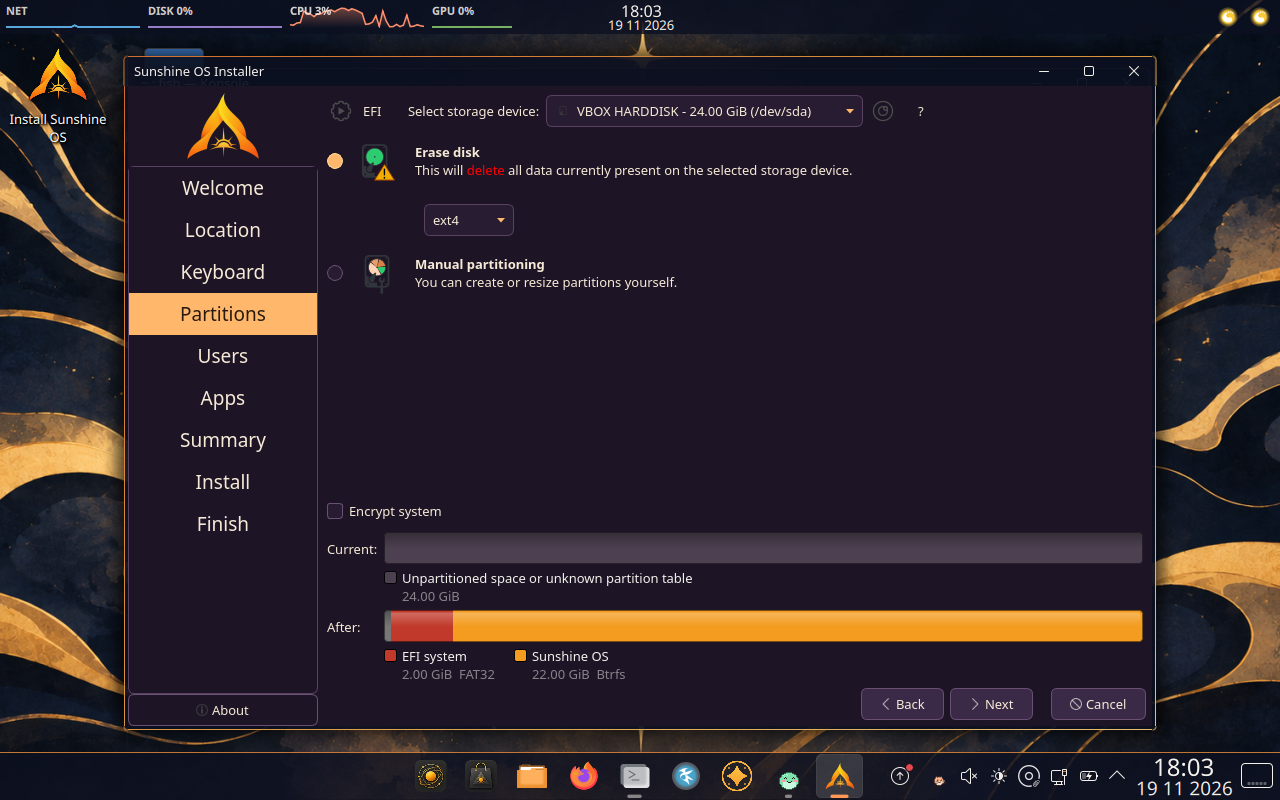 NET
DISK 0%
CPU 3%
GPU 0%
18:03
19 11 2026
Install Sunshine
OS
Sunshine OS Installer
Welcome
Location
Keyboard
Partitions
Users
Apps
Summary
Install
Finish
About
EFI
Select storage device:
VBOX HARDDISK - 24.00 GiB (/dev/sda)
?
Erase disk
This will delete all data currently present on the selected storage device.
ext4
Manual partitioning
You can create or resize partitions yourself.
Encrypt system
Current:
Unpartitioned space or unknown partition table
24.00 GiB
After:
EFI system
2.00 GiB FAT32
Sunshine OS
22.00 GiB Btrfs
Back
Next
Cancel
18:03
19 11 2026